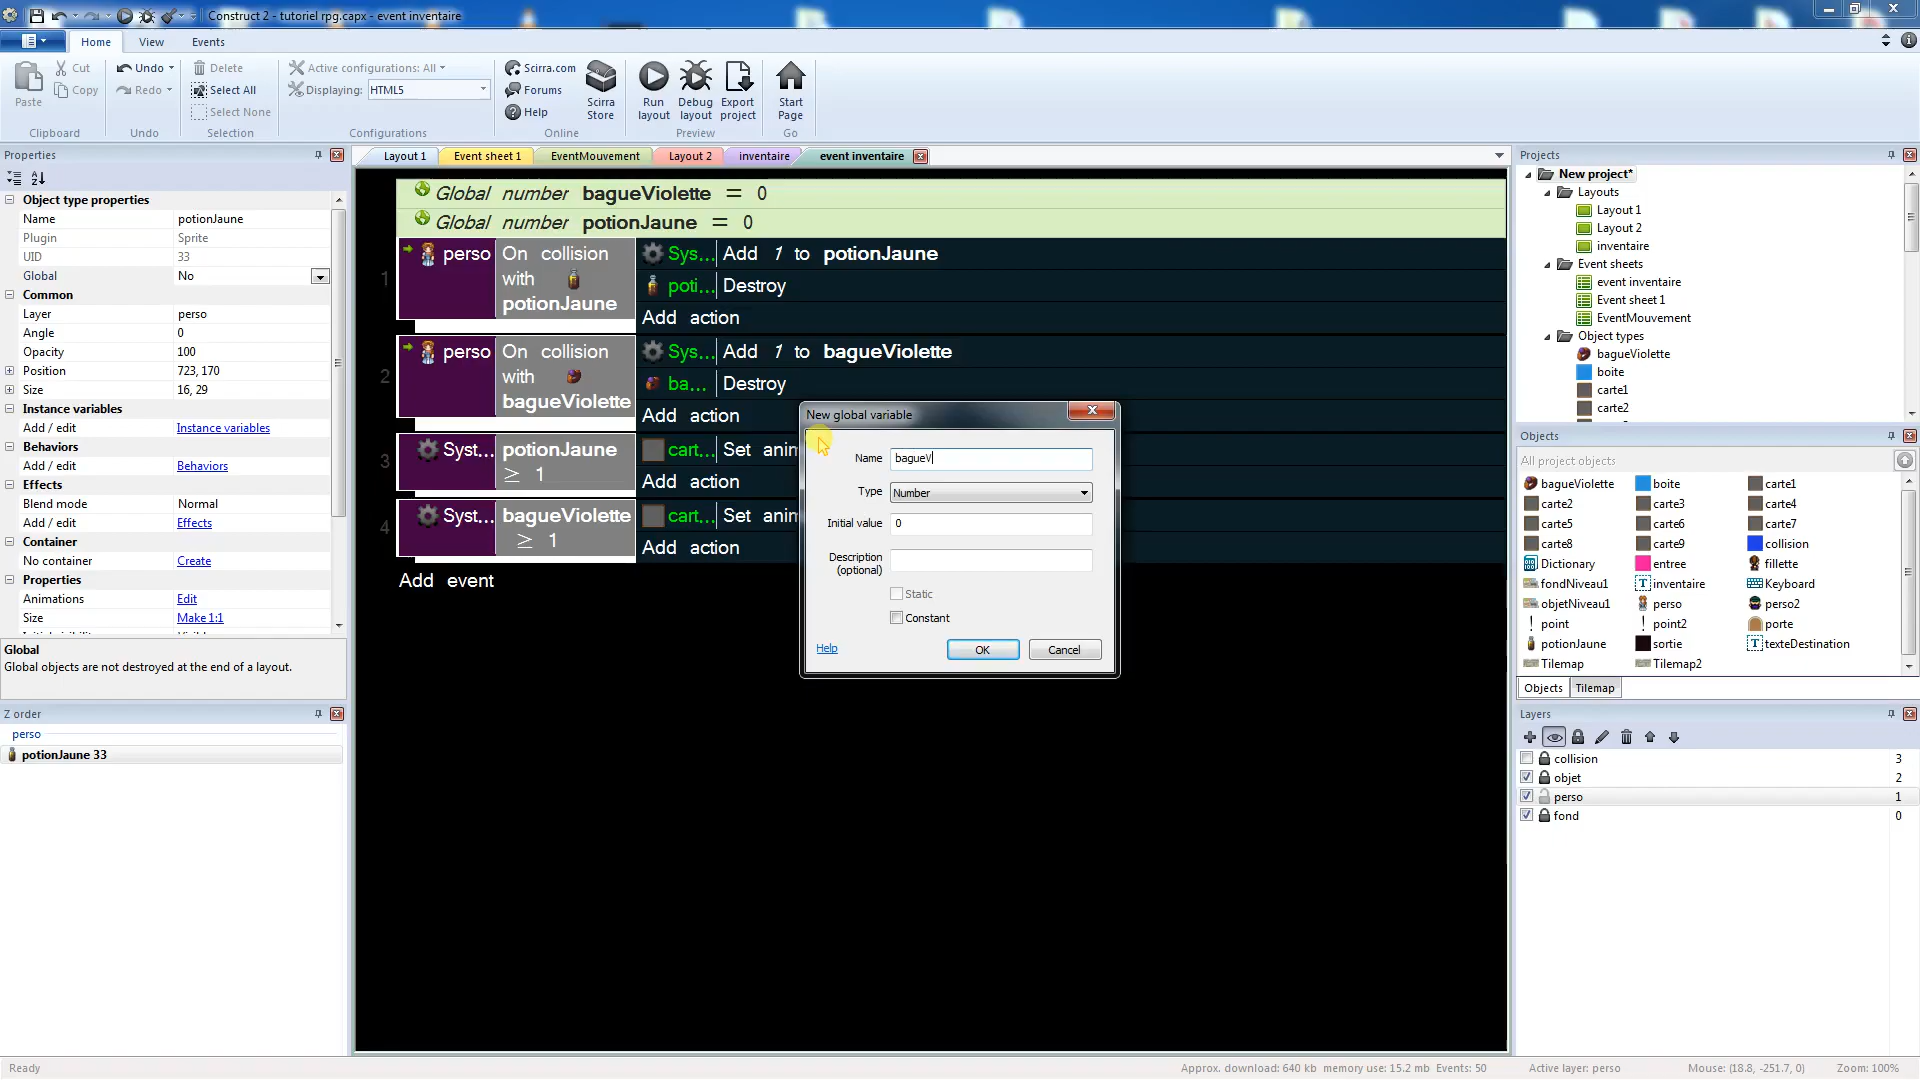 Construct 2 - tutoriel rpg.capx - event inventaire
Home View Events
Paste Cut Copy Clipboard
Undo Redo Undo
Delete Select All Select None Selection
Active configurations: All
Displaying: HTML5
Configurations
Scirra.com Forums Help Scirra Store Online
Run layout Debug layout Export project Preview
Start Page Go
Properties
Object type properties
Name potionJaune
Plugin Sprite
UID 33
Global No
Common
Layer perso
Angle 0
Opacity 100
Position 723, 170
Size 16, 29
Instance variables
Add / edit Instance variables
Behaviors
Add / edit Behaviors
Effects
Blend mode Normal
Add / edit Effects
Container
No container Create
Properties
Animations Edit
Size Make 1:1
Global
Global objects are not destroyed at the end of a layout.
Z order
perso
potionJaune 33
Layout 1 Event sheet 1 EventMouvement Layout 2 inventaire event inventaire
Global number bagueViolette = 0
Global number potionJaune = 0
1 perso On collision with potionJaune
Sys... Add 1 to potionJaune
poti... Destroy
Add action
2 perso On collision with bagueViolette
Sys... Add 1 to bagueViolette
ba... Destroy
Add action
3 Syst... potionJaune ≥ 1
cart... Set anim
Add action
4 Syst... bagueViolette ≥ 1
cart... Set anim
Add action
Add event
New global variable
Name bagueV
Type Number
Initial value 0
Description (optional)
Static
Constant
Help OK Cancel
Projects
New project*
Layouts
Layout 1
Layout 2
inventaire
Event sheets
event inventaire
Event sheet 1
EventMouvement
Object types
bagueViolette
boite
carte1
carte2
Objects
All project objects
bagueViolette boite carte1
carte2 carte3 carte4
carte5 carte6 carte7
carte8 carte9 collision
Dictionary entree fillette
fondNiveau1 inventaire Keyboard
objetNiveau1 perso perso2
point point2 porte
potionJaune sortie texteDestination
Tilemap Tilemap2
Objects Tilemap
Layers
collision 3
objet 2
perso 1
fond 0
Ready
Approx. download: 640 kb memory use: 15.2 mb Events: 50 Active layer: perso Mouse: (18.8, -251.7, 0) Zoom: 100%